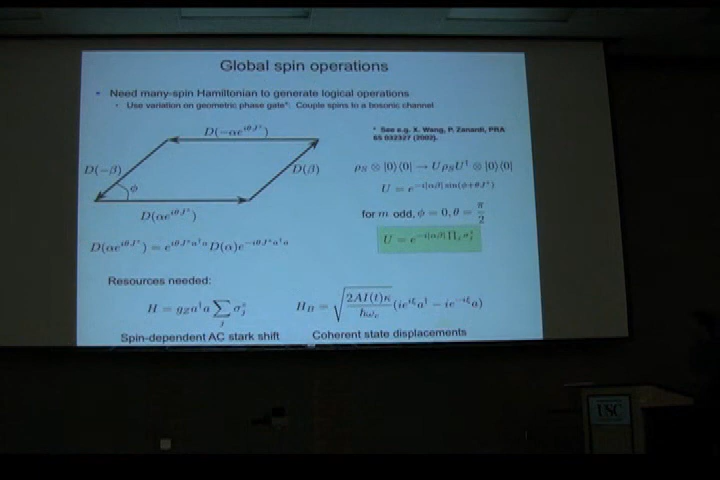 Global spin operations
• Need many-spin Hamiltonian to generate logical operations
• Use variation on geometric phase gate*: Couple spins to a bosonic channel
* See e.g. X. Wang, P. Zanardi, PRA
65 032327 (2002).
D(−αe^{iθJ^z})
D(−β)
D(β)
ϕ
D(αe^{iθJ^z})
ρ_S ⊗ |0⟩⟨0| → Uρ_S U^† ⊗ |0⟩⟨0|
U = e^{−i|αβ| sin(ϕ+θJ^z)}
for m odd, ϕ = 0, θ = π/2
U = e^{−i|αβ| ∏_j σ_j^z}
D(αe^{iθJ^z}) = e^{iθJ^z a^†a} D(α)e^{−iθJ^z a^†a}
Resources needed:
H = g_Z a^†a ∑_j σ_j^z
H_B = √(2AI(t)κ / ħω_c) (ie^{iξ}a^† − ie^{−iξ}a)
Spin-dependent AC stark shift
Coherent state displacements
USC